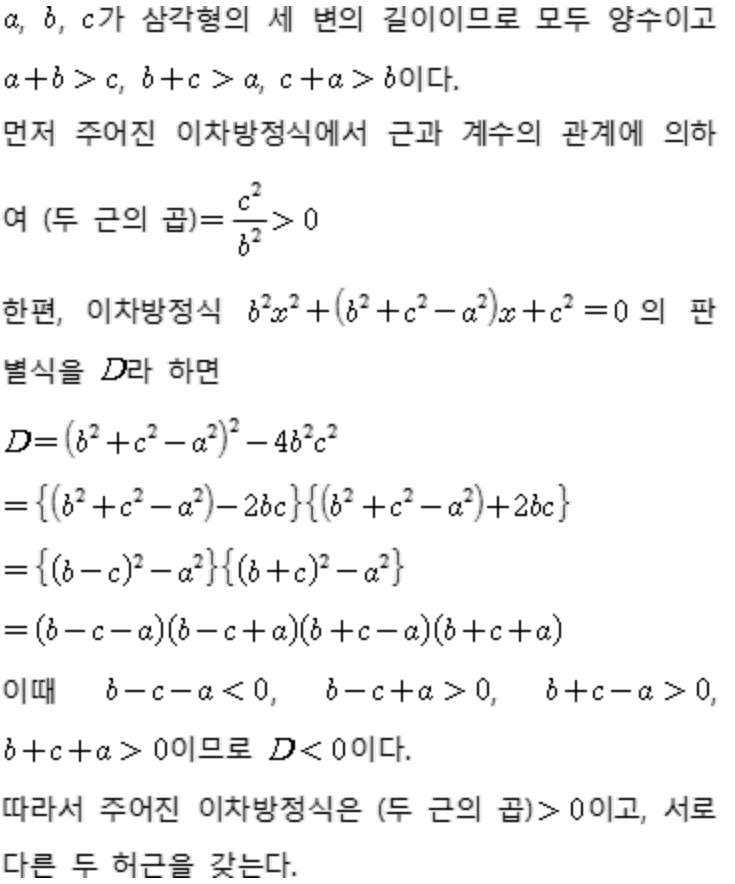 a, b, c가 삼각형의 세 변의 길이이므로 모두 양수이고
a+b>c, b+c>a, c+a>b이다.
먼저 주어진 이차방정식에서 근과 계수의 관계에 의하
여 (두 근의 곱)=c²/b²>0
한편, 이차방정식 b²x²+(b²+c²-a²)x+c²=0의 판
별식을 D라 하면
D=(b²+c²-a²)²-4b²c²
={(b²+c²-a²)-2bc}{(b²+c²-a²)+2bc}
={(b-c)²-a²}{(b+c)²-a²}
=(b-c-a)(b-c+a)(b+c-a)(b+c+a)
이때 b-c-a<0, b-c+a>0, b+c-a>0,
b+c+a>0이므로 D<0이다.
따라서 주어진 이차방정식은 (두 근의 곱)>0이고, 서로
다른 두 허근을 갖는다.